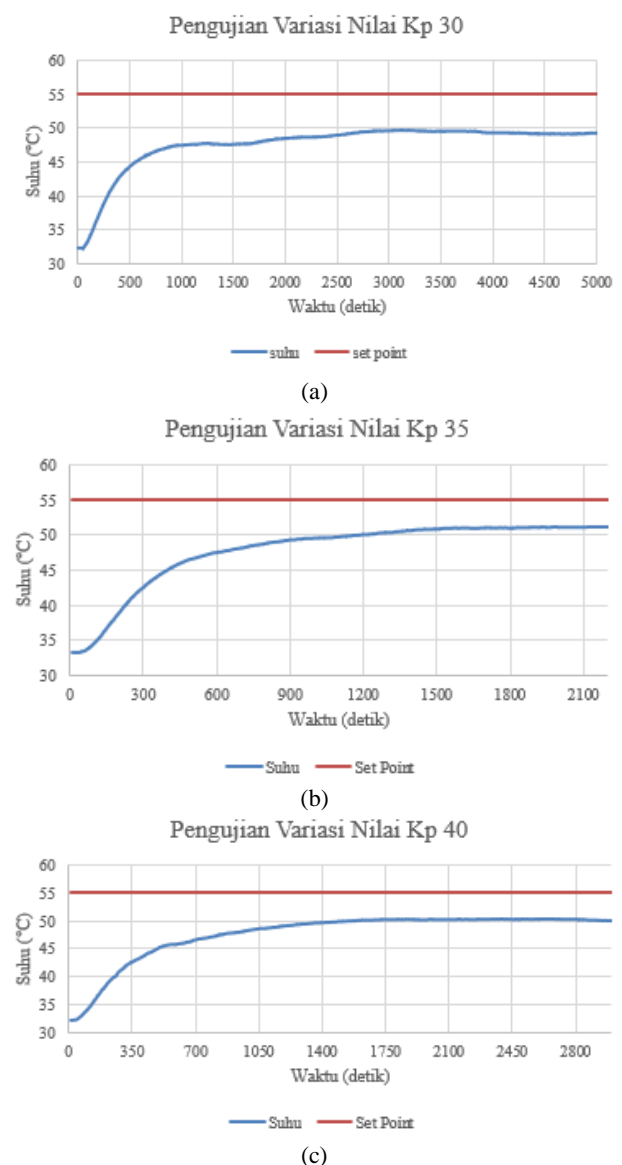 Pengujian Variasi Nilai Kp 30
60
55
50
45
40
35
30
Suhu (°C)
0 500 1000 1500 2000 2500 3000 3500 4000 4500 5000
Waktu (detik)
suhu set point
(a)
Pengujian Variasi Nilai Kp 35
60
55
50
45
40
35
30
Suhu (°C)
0 300 600 900 1200 1500 1800 2100
Waktu (detik)
Suhu Set Point
(b)
Pengujian Variasi Nilai Kp 40
60
55
50
45
40
35
30
Suhu (°C)
0 350 700 1050 1400 1750 2100 2450 2800
Waktu (detik)
Suhu Set Point
(c)